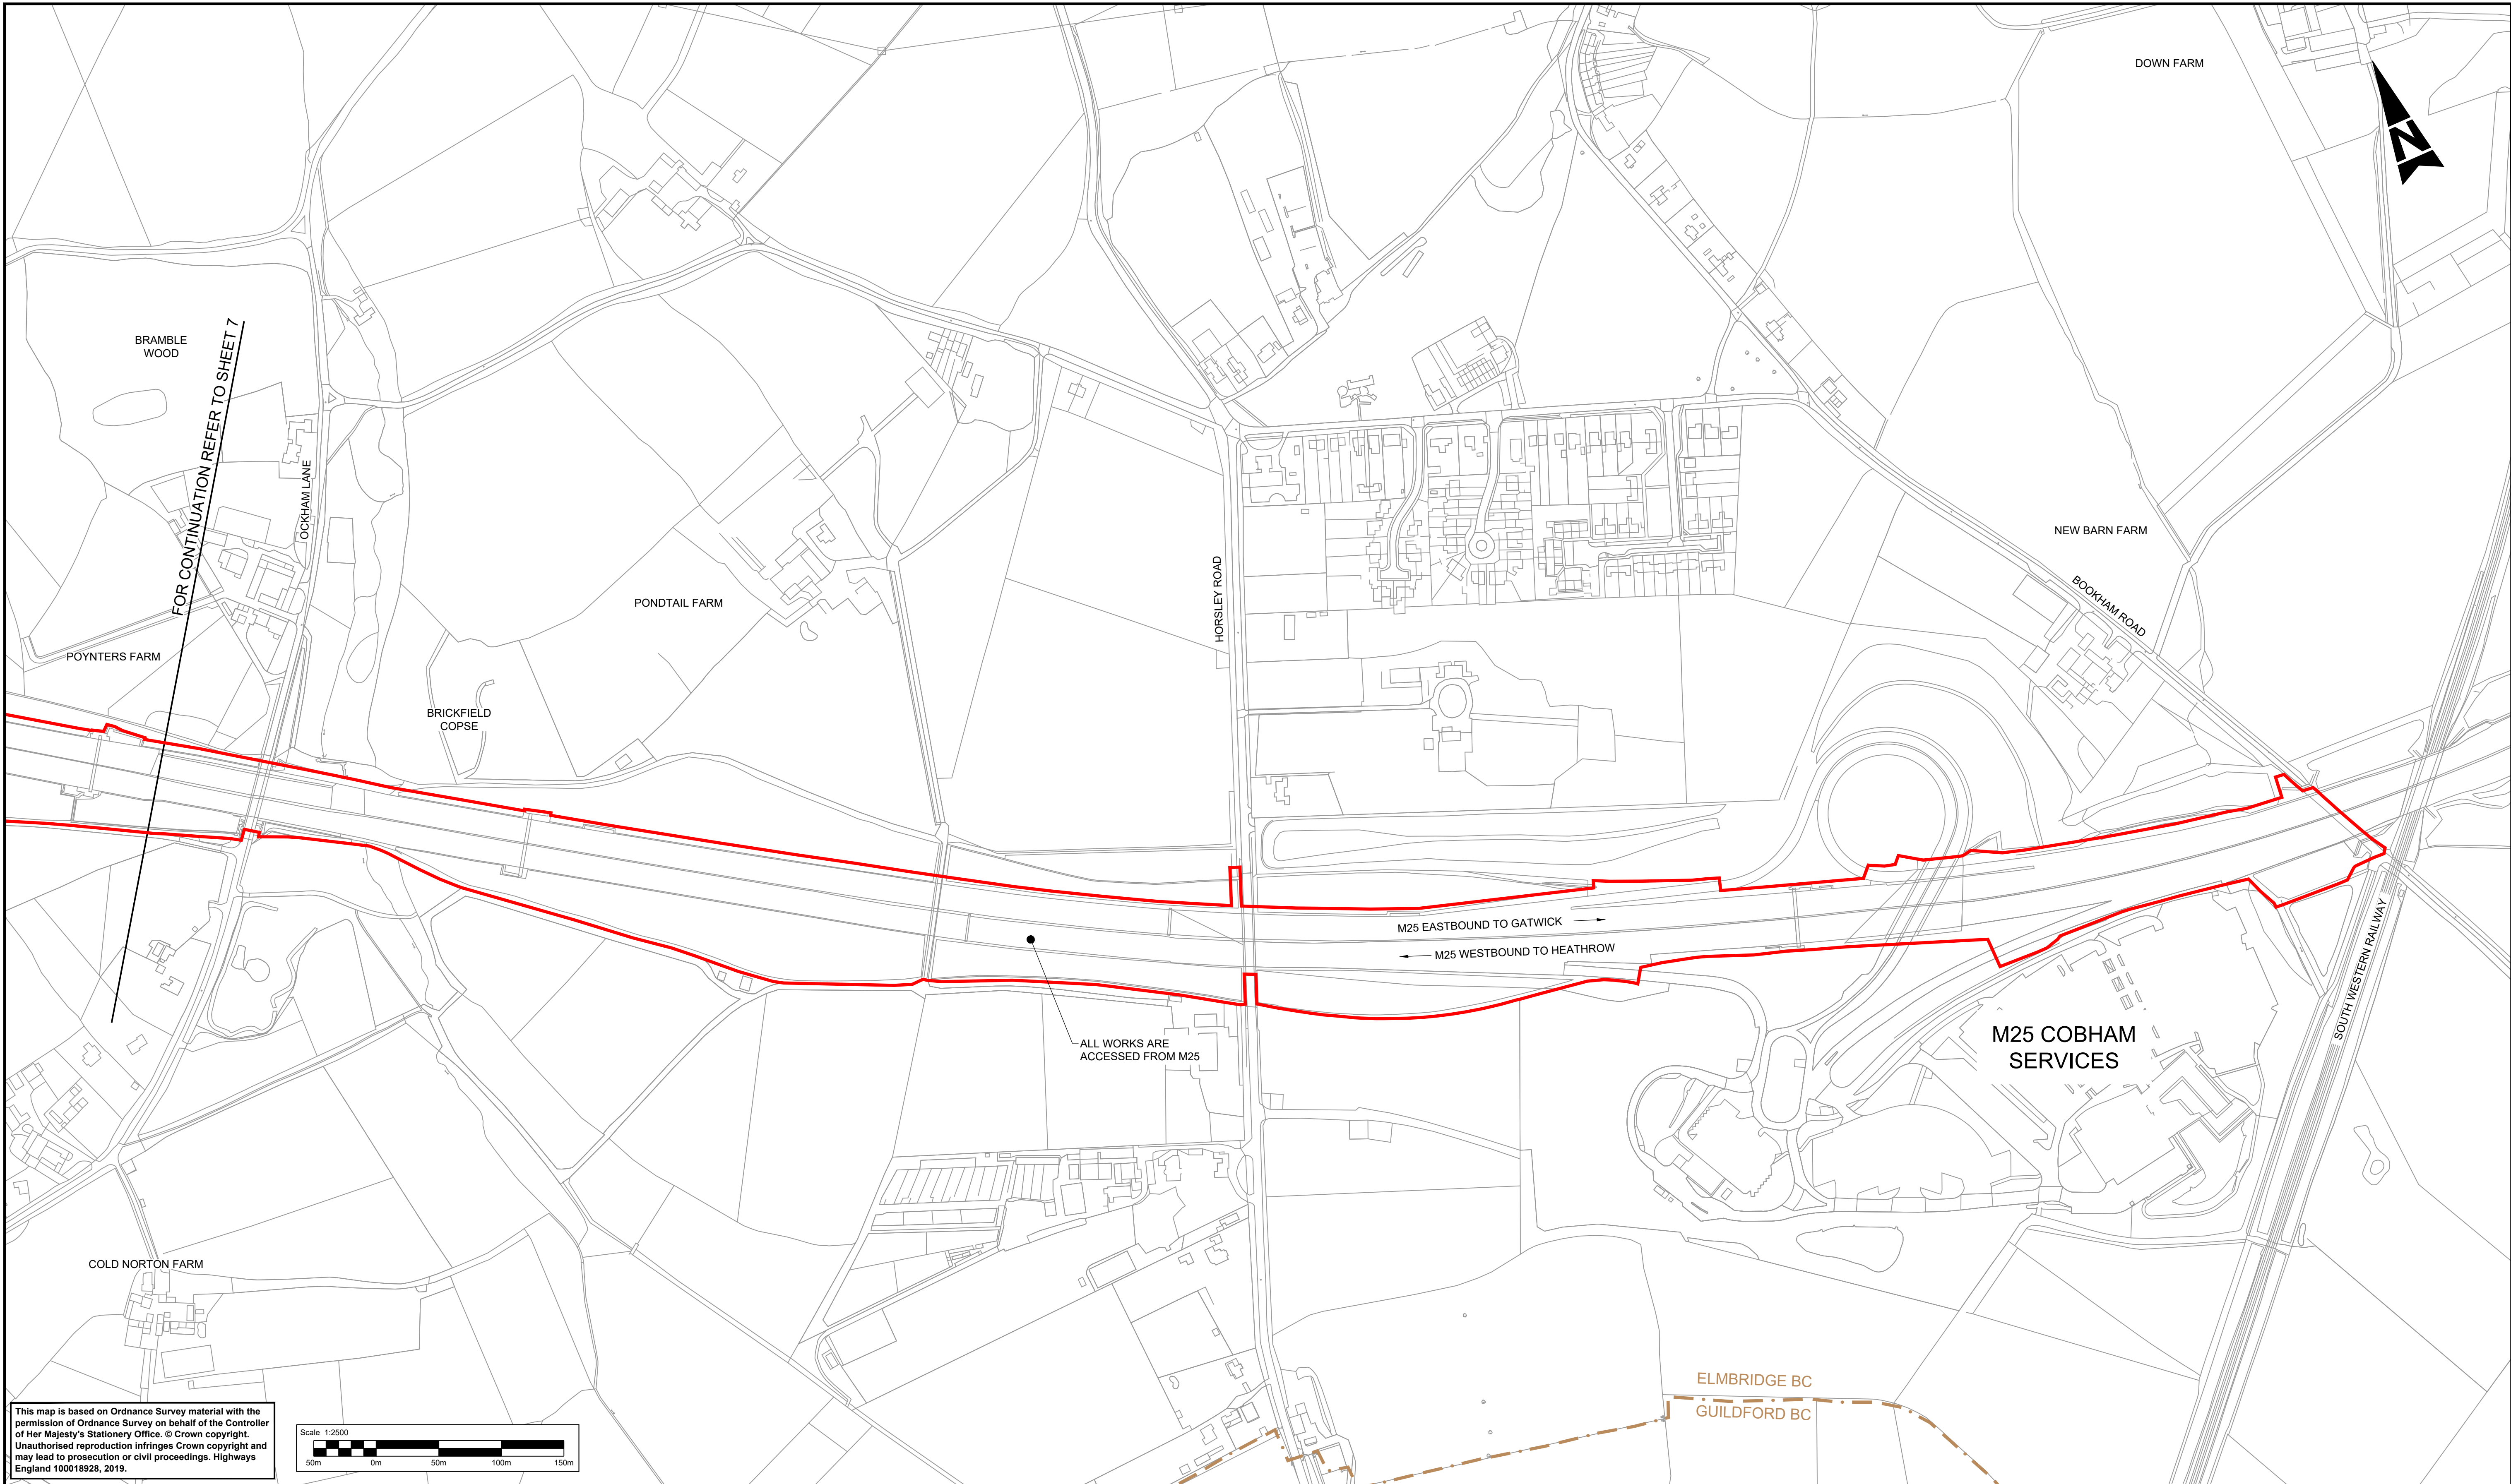 DOWN FARM
N
BRAMBLE
WOOD
FOR CONTINUATION REFER TO SHEET 7
OCKHAM LANE
NEW BARN FARM
HORSLEY ROAD
BOOKHAM ROAD
PONDTAIL FARM
POYNTERS FARM
BRICKFIELD
COPSE
M25 EASTBOUND TO GATWICK
M25 WESTBOUND TO HEATHROW
SOUTH WESTERN RAILWAY
ALL WORKS ARE
ACCESSED FROM M25
M25 COBHAM
SERVICES
COLD NORTON FARM
ELMBRIDGE BC
GUILDFORD BC
This map is based on Ordnance Survey material with the
permission of Ordnance Survey on behalf of the Controller
of Her Majesty's Stationery Office. © Crown copyright.
Unauthorised reproduction infringes Crown copyright and
may lead to prosecution or civil proceedings. Highways
England 100018928, 2019.
Scale 1:2500
50m 0m 50m 100m 150m